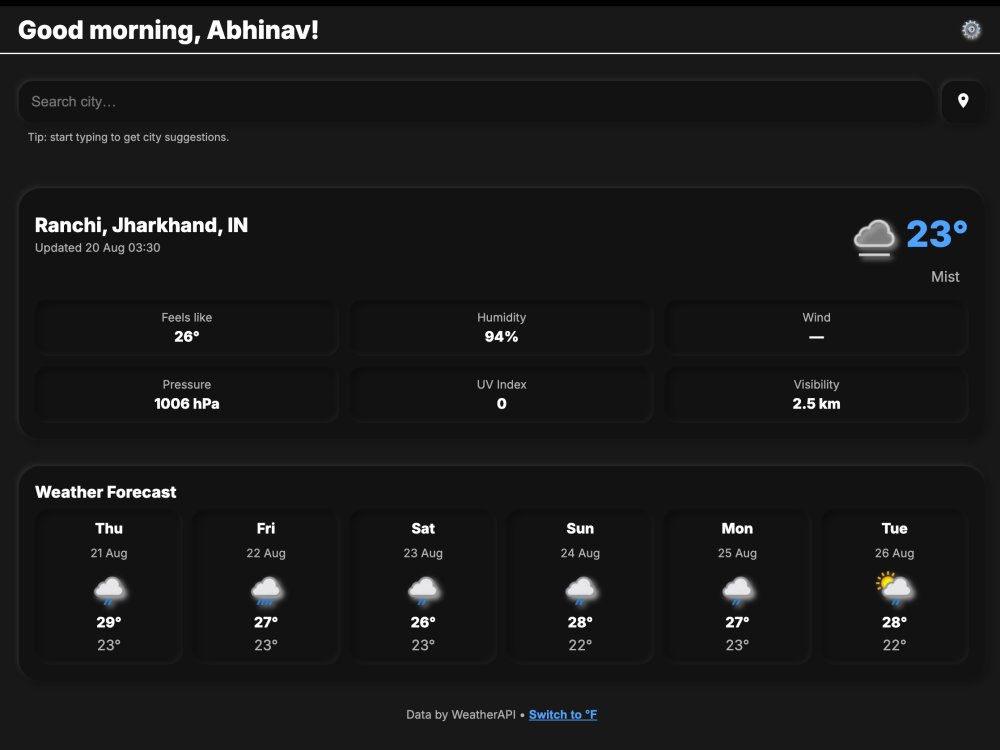 Good morning, Abhinav!
Search city...
Tip: start typing to get city suggestions.
Ranchi, Jharkhand, IN
Updated 20 Aug 03:30
23°
Mist
Feels like
26°
Humidity
94%
Wind
—
Pressure
1006 hPa
UV Index
0
Visibility
2.5 km
Weather Forecast
Thu
21 Aug
29°
23°
Fri
22 Aug
27°
23°
Sat
23 Aug
26°
23°
Sun
24 Aug
28°
22°
Mon
25 Aug
27°
23°
Tue
26 Aug
28°
22°
Data by WeatherAPI • Switch to °F